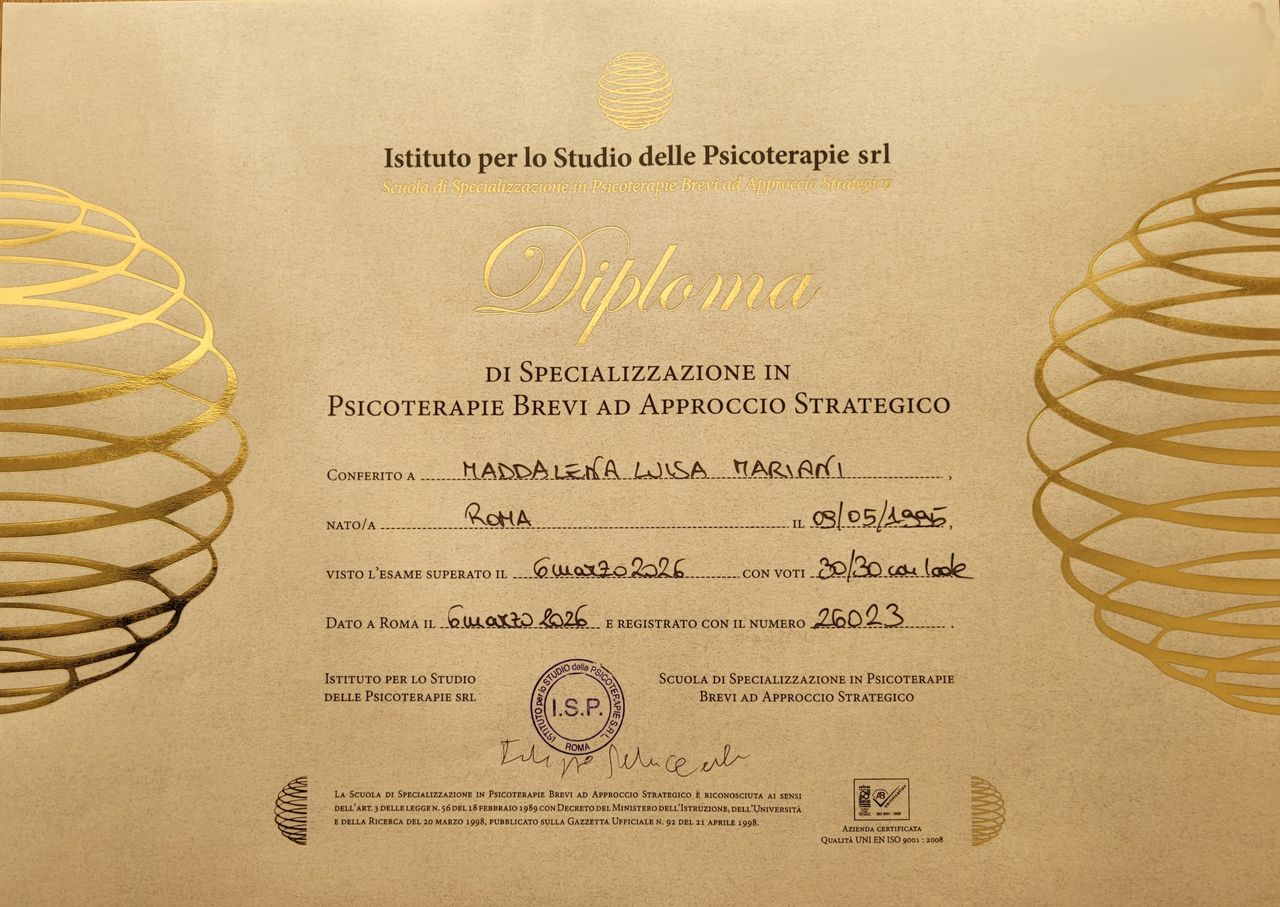 Istituto per lo Studio delle Psicoterapie srl
Scuola di Specializzazione in Psicoterapie Brevi ad Approccio Strategico
Diploma
DI SPECIALIZZAZIONE IN
PSICOTERAPIE BREVI AD APPROCCIO STRATEGICO
CONFERITO A MADDALENA LUISA MARIANI,
NATO/A ROMA IL 09/05/1995,
VISTO L'ESAME SUPERATO IL 6 marzo 2026 CON VOTI 30/30 con lode
DATO A ROMA IL 6 marzo 2026 E REGISTRATO CON IL NUMERO 26023.
ISTITUTO PER LO STUDIO
DELLE PSICOTERAPIE SRL
ISTITUTO per lo STUDIO delle PSICOTERAPIE S.R.L.
I.S.P.
ROMA
SCUOLA DI SPECIALIZZAZIONE IN PSICOTERAPIE
BREVI AD APPROCCIO STRATEGICO
LA SCUOLA DI SPECIALIZZAZIONE IN PSICOTERAPIE BREVI AD APPROCCIO STRATEGICO È RICONOSCIUTA AI SENSI
DELL'ART. 3 DELLE LEGGE N. 56 DEL 18 FEBBRAIO 1989 CON DECRETO DEL MINISTERO DELL'ISTRUZIONE, DELL'UNIVERSITÀ
E DELLA RICERCA DEL 20 MARZO 1998, PUBBLICATO SULLA GAZZETTA UFFICIALE N. 92 DEL 21 APRILE 1998.
AZIENDA CERTIFICATA
QUALITÀ UNI EN ISO 9001 : 2008